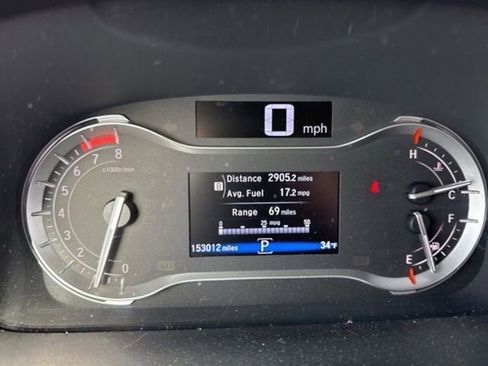 0 mph
B
Distance 2905.2 miles
Avg. Fuel 17.2 mpg
Range 69 miles
0 25 mpg 50
153012 miles P 34°F
8
7
x1000r/min
6
5
4
3
2
1
0
H
C
F
E